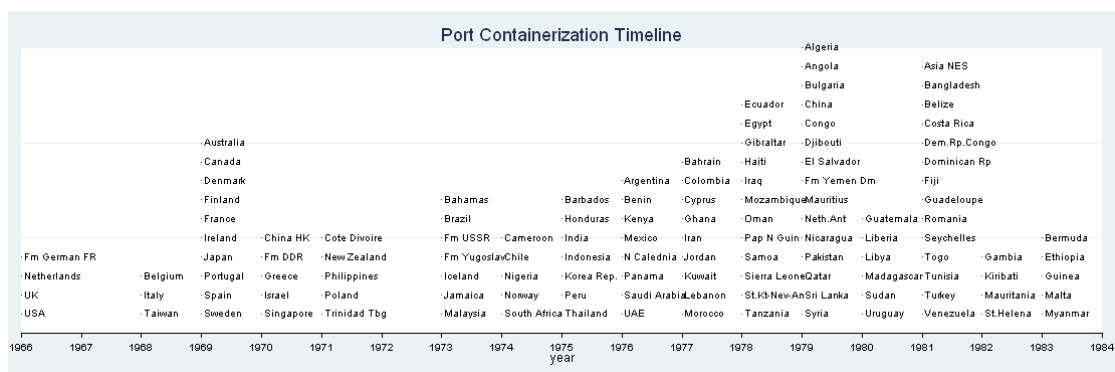 Port Containerization Timeline
Fm German FR
Netherlands
UK
USA
Belgium
Italy
Taiwan
Australia
Canada
Denmark
Finland
France
Ireland
Japan
Portugal
Spain
Sweden
China HK
Fm DDR
Greece
Israel
Singapore
Cote Divoire
New Zealand
Philippines
Poland
Trinidad Tbg
Bahamas
Brazil
Fm USSR
Fm Yugoslav
Iceland
Jamaica
Malaysia
Cameroon
Chile
Nigeria
Norway
South Africa
Barbados
Honduras
India
Indonesia
Korea Rep.
Peru
Thailand
Argentina
Benin
Kenya
Mexico
N Calednia
Panama
Saudi Arabia
UAE
Bahrain
Colombia
Cyprus
Ghana
Iran
Jordan
Kuwait
Lebanon
Morocco
Ecuador
Egypt
Gibraltar
Haiti
Iraq
Mozambique
Oman
Pap N Guin
Samoa
Sierra Leone
St.Kt-Nev-An
Tanzania
Algeria
Angola
Bulgaria
China
Congo
Djibouti
El Salvador
Fm Yemen Dm
Mauritius
Neth.Ant
Nicaragua
Pakistan
Qatar
Sri Lanka
Syria
Guatemala
Liberia
Libya
Madagascar
Sudan
Uruguay
Asia NES
Bangladesh
Belize
Costa Rica
Dem.Rp.Congo
Dominican Rp
Fiji
Guadeloupe
Romania
Seychelles
Togo
Tunisia
Turkey
Venezuela
Gambia
Kiribati
Mauritania
St.Helena
Bermuda
Ethiopia
Guinea
Malta
Myanmar
1966 1967 1968 1969 1970 1971 1972 1973 1974 1975 1976 1977 1978 1979 1980 1981 1982 1983 1984
year